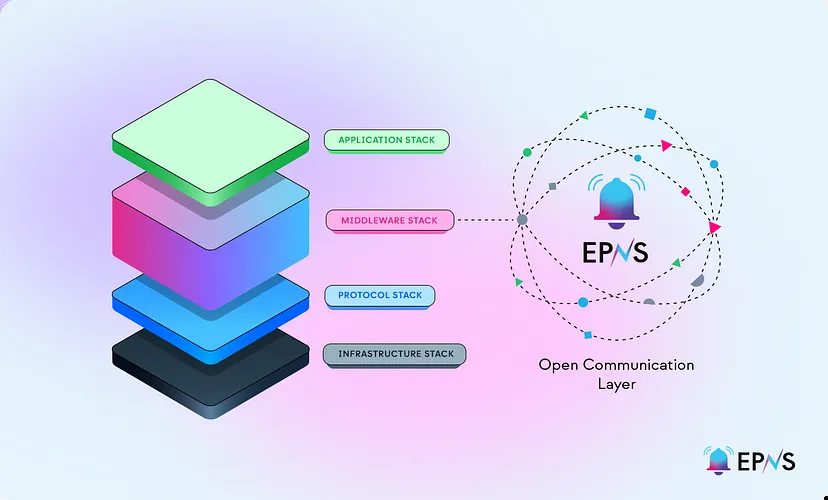 APPLICATION STACK
MIDDLEWARE STACK
PROTOCOL STACK
INFRASTRUCTURE STACK
EPNS
Open Communication
Layer
EPNS